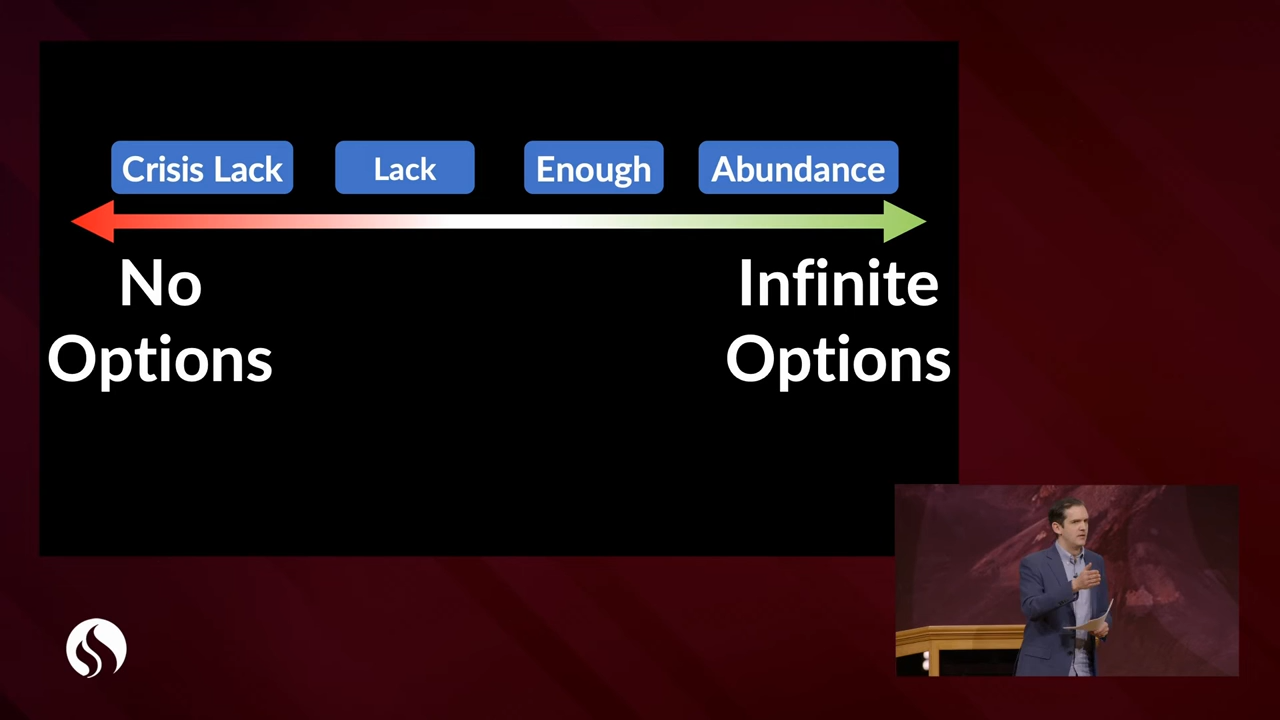 Crisis Lack
Lack
Enough
Abundance
No
Options
Infinite
Options